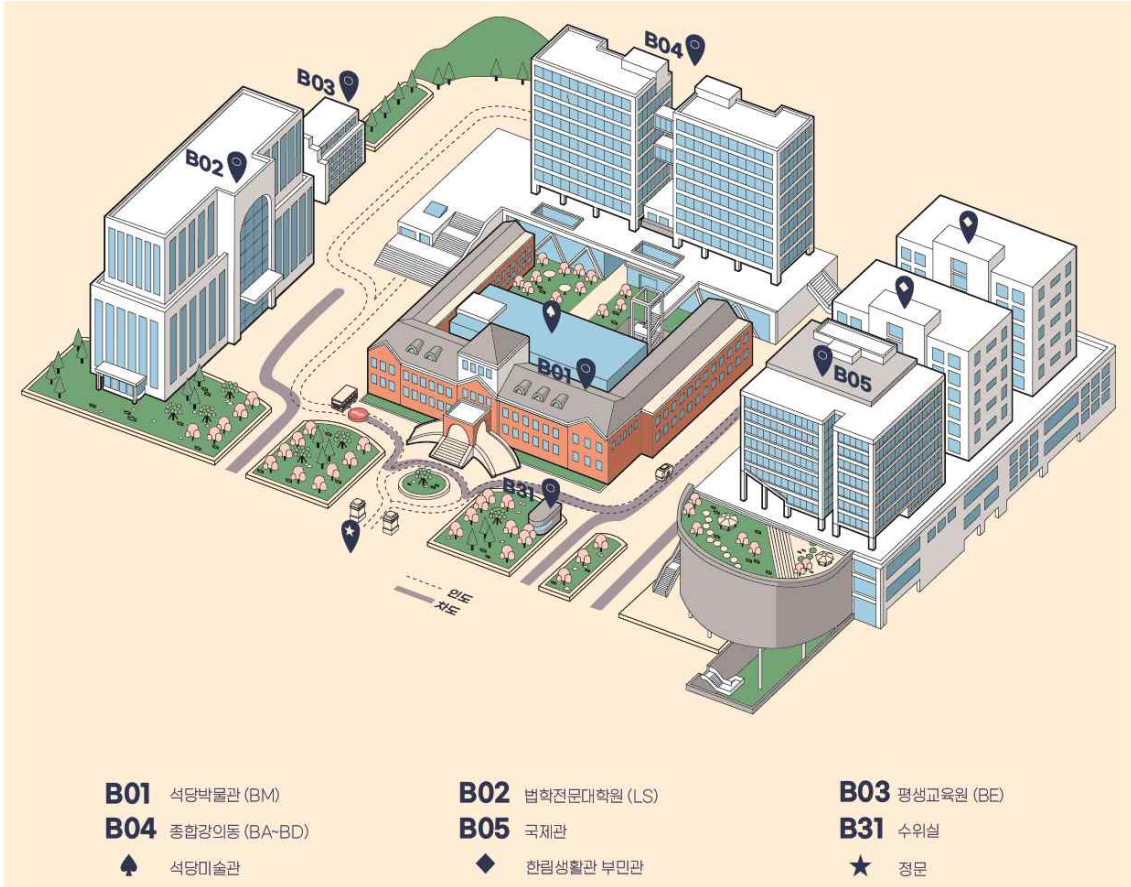 B04
B03
B02
B01
B05
B31
인도
차도
B01 석당박물관 (BM)
B02 법학전문대학원 (LS)
B03 평생교육원 (BE)
B04 종합강의동 (BA~BD)
B05 국제관
B31 수위실
♠ 석당미술관
◆ 한림생활관 부민관
★ 정문